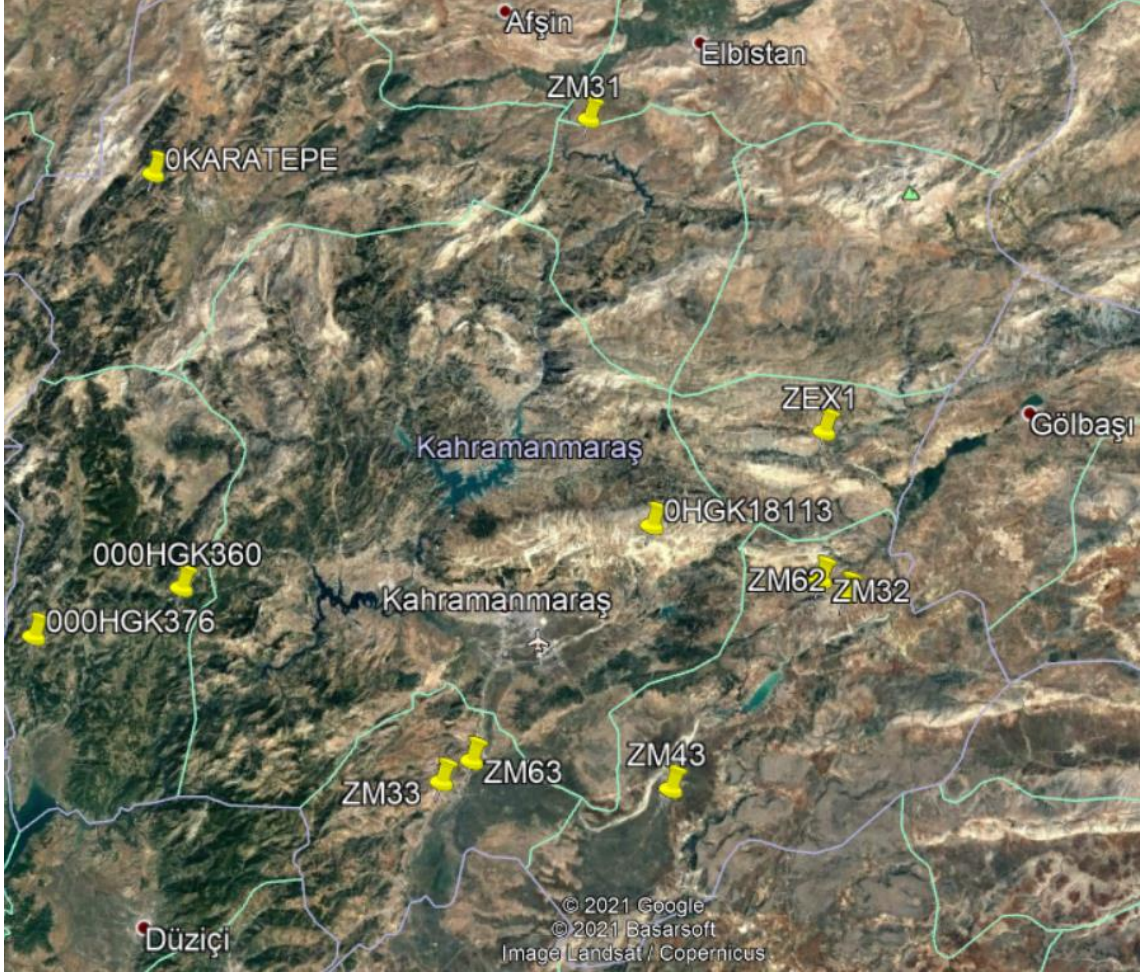 Afşin
Elbistan
ZM31
0KARATEPE
ZEX1
Gölbaşı
Kahramanmaraş
0HGK18113
000HGK360
ZM62
ZM32
Kahramanmaraş
000HGK376
ZM43
ZM63
ZM33
© 2021 Google
© 2021 Basarsoft
Image Landsat / Copernicus
Düziçi